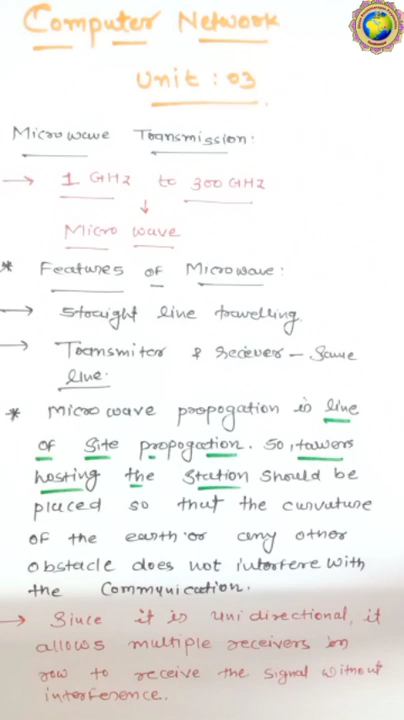 Computer Network
Unit : 03
Microwave Transmission:
→ 1 GHz to 300 GHz
↓
Micro wave
* Features of Microwave:
→ Straight line travelling.
→ Transmitor & reciever - Same
line.
* Microwave propogation is line
of Site propogation. So, towers
hosting the Station should be
placed so that the curvature
of the earth or any other
obstacle does not interfere with
the Communication.
→ Since it is uni directional, it
allows multiple receivers in
row to receive the signal without
interference.